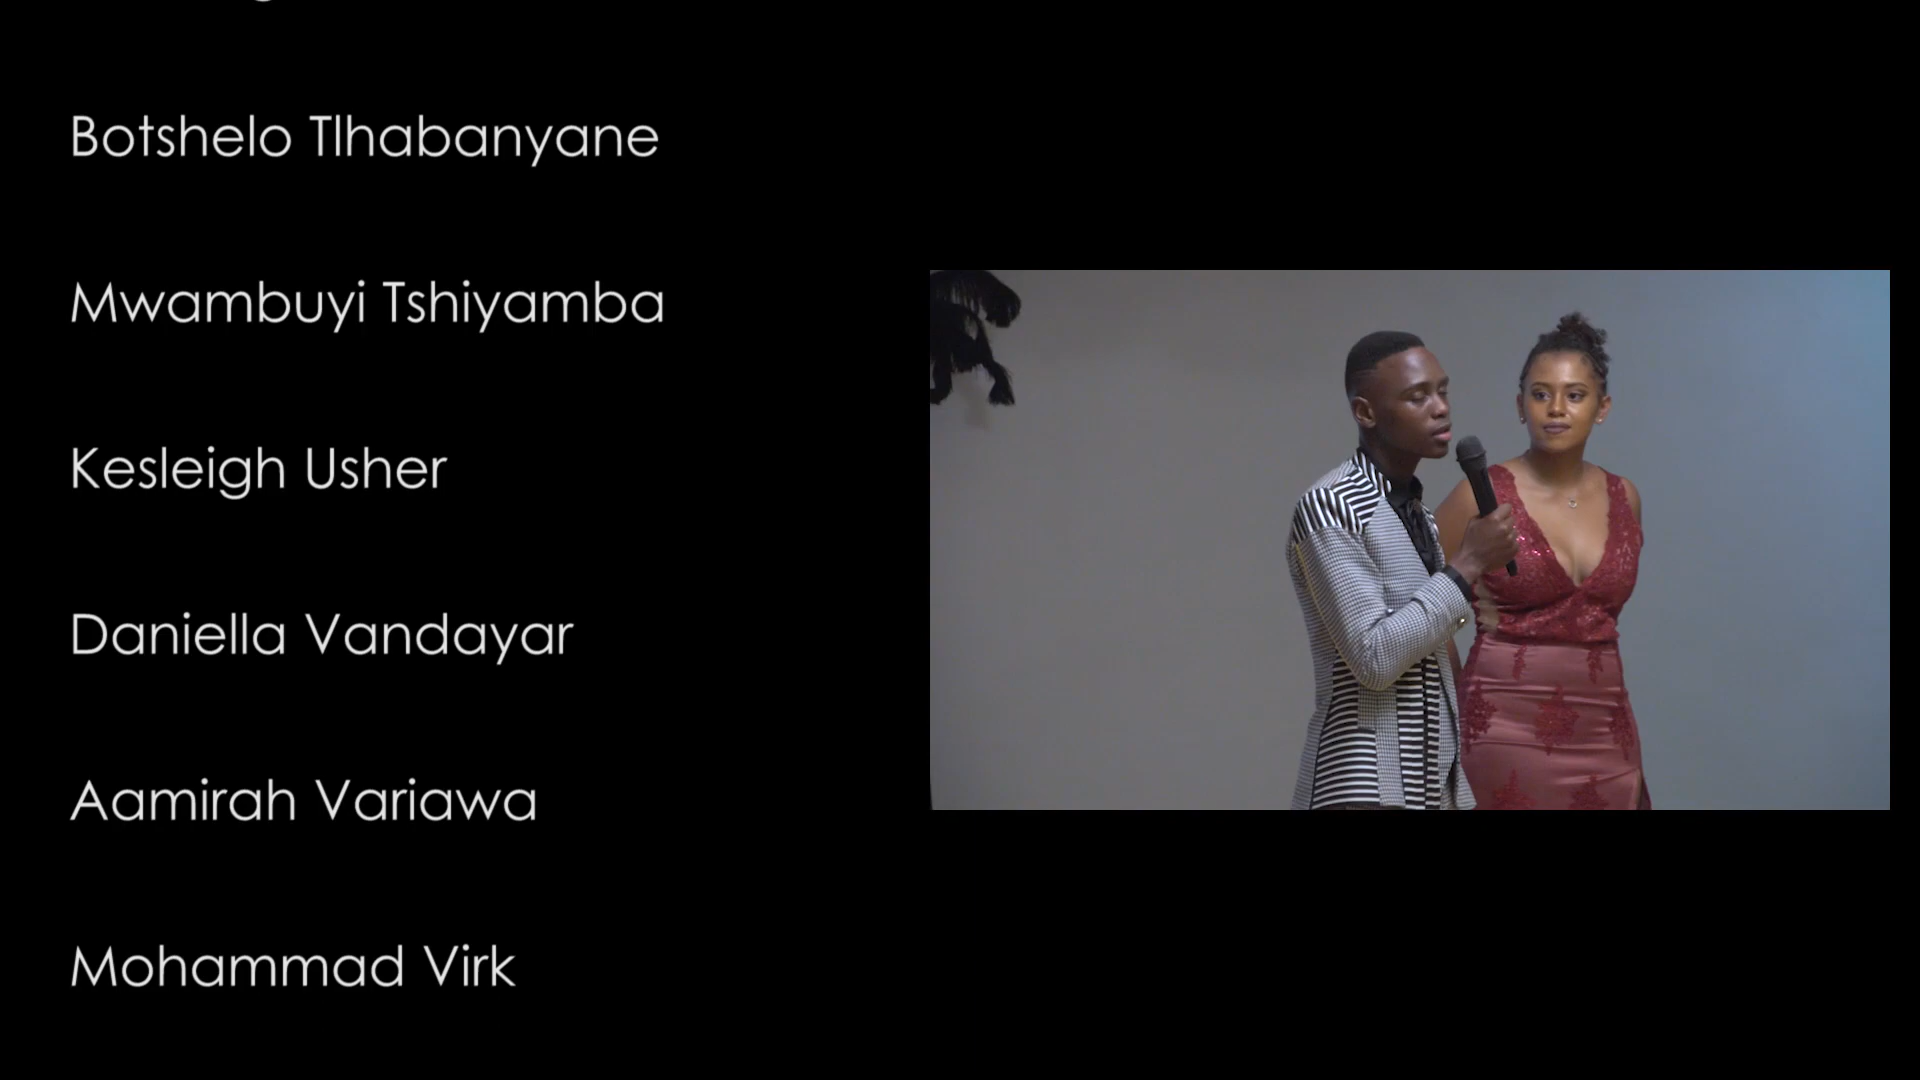 Botshelo Tlhabanyane
Mwambuyi Tshiyamba
Kesleigh Usher
Daniella Vandayar
Aamirah Variawa
Mohammad Virk